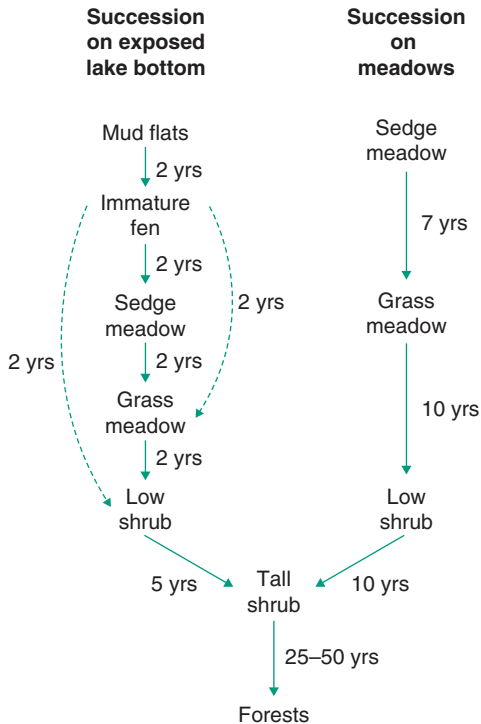 Succession
on exposed
lake bottom
Succession
on
meadows
Mud flats
2 yrs
Immature
fen
2 yrs
Sedge
meadow
2 yrs
2 yrs
2 yrs
Grass
meadow
2 yrs
Low
shrub
5 yrs
Sedge
meadow
7 yrs
Grass
meadow
10 yrs
Low
shrub
10 yrs
Tall
shrub
25–50 yrs
Forests